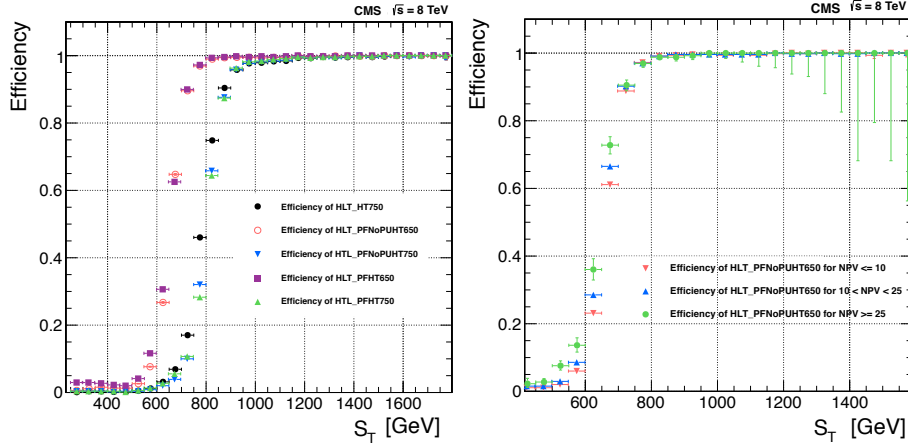 CMS √s = 8 TeV
Efficiency
1
0.8
0.6
0.4
0.2
0
Efficiency of HLT_HT750
Efficiency of HLT_PFNoPUHT650
Efficiency of HTL_PFNoPUHT750
Efficiency of HLT_PFHT650
Efficiency of HTL_PFHT750
400 600 800 1000 1200 1400 1600
S_T [GeV]
CMS √s = 8 TeV
Efficiency
1
0.8
0.6
0.4
0.2
0
Efficiency of HLT_PFNoPUHT650 for NPV <= 10
Efficiency of HLT_PFNoPUHT650 for 10 < NPV < 25
Efficiency of HLT_PFNoPUHT650 for NPV >= 25
600 800 1000 1200 1400
S_T [GeV]